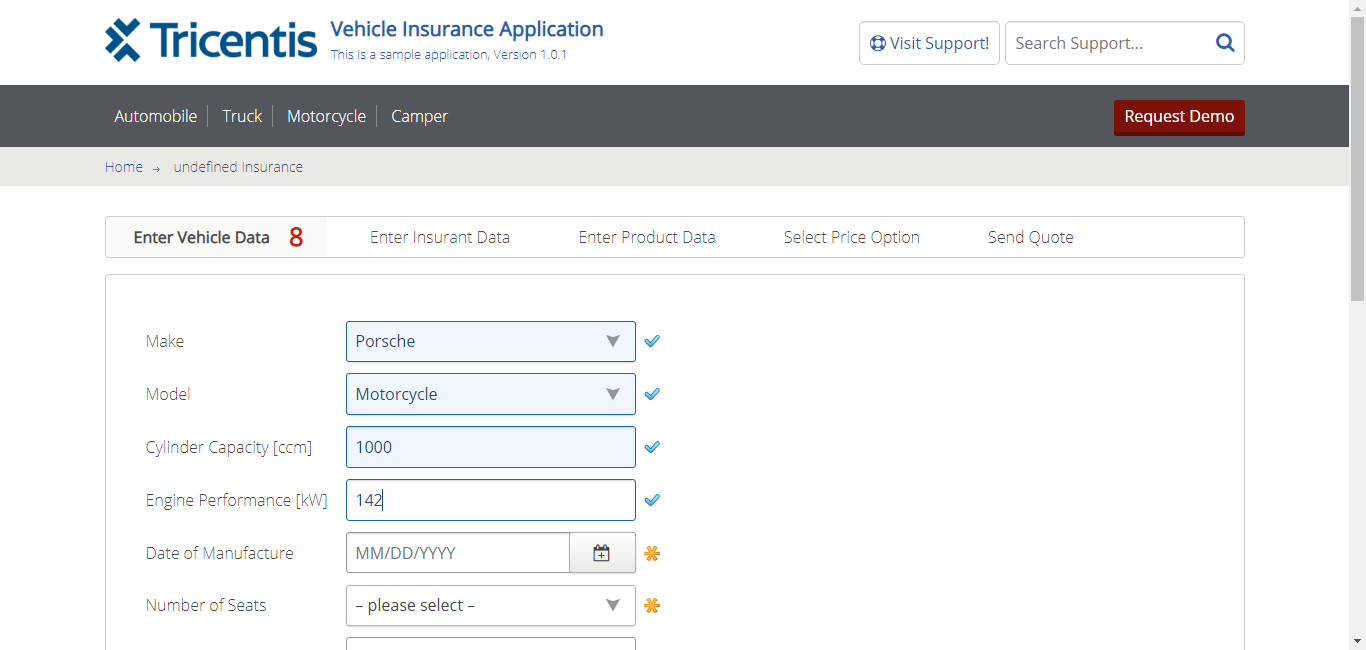 Tricentis
Vehicle Insurance Application
This is a sample application, Version 1.0.1
Visit Support!
Search Support...
Automobile
Truck
Motorcycle
Camper
Request Demo
Home → undefined Insurance
Enter Vehicle Data 8
Enter Insurant Data
Enter Product Data
Select Price Option
Send Quote
Make
Porsche
Model
Motorcycle
Cylinder Capacity [ccm]
1000
Engine Performance [kW]
142
Date of Manufacture
MM/DD/YYYY
Number of Seats
– please select –